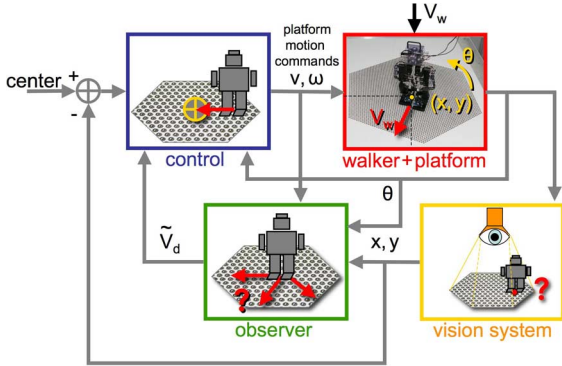 platform
motion
commands
v, ω
V_w
center
+
-
θ
(x, y)
V_w
control
walker+platform
θ
Ṽ_d
x, y
?
?
observer
vision system